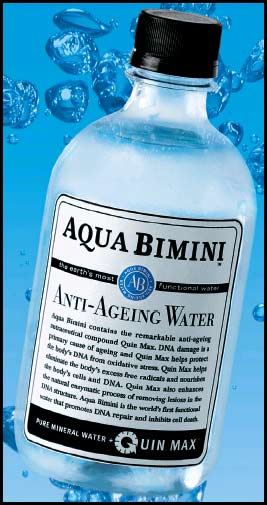 AQUA BIMINI™
the earth's most functional water
AQUA BIMINI
AB
ANTI-AGEING WATER
Aqua Bimini contains the remarkable anti-ageing
nutraceutical compound Quin Max. DNA damage is a
primary cause of ageing and Quin Max helps protect
the body's DNA from oxidative stress. Quin Max helps
eliminate the body's excess free radicals and nourishes
the body's cells and DNA. Quin Max also enhances
the natural enzymatic process of removing lesions in the
DNA structure. Aqua Bimini is the world's first functional
water that promotes DNA repair and inhibits cell death.
PURE MINERAL WATER + QUIN MAX™